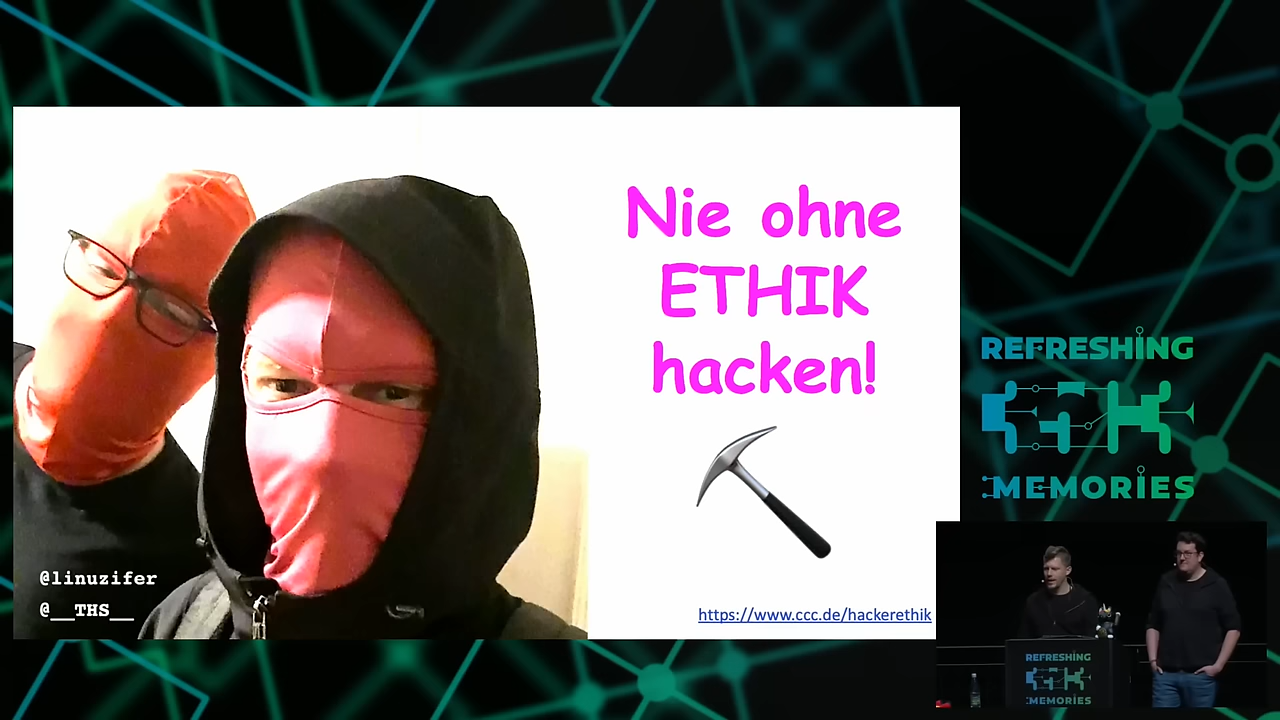 Nie ohne
ETHIK
hacken!
@linuzifer
@__THS__
https://www.ccc.de/hackerethik
REFRESHING
MEMORIES
REFRESHING
MEMORIES